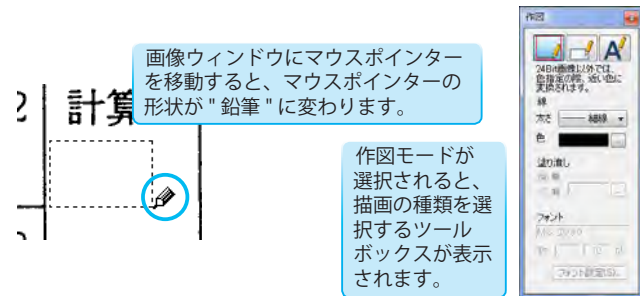 画像ウィンドウにマウスポインター
を移動すると、マウスポインターの
形状が " 鉛筆 " に変わります。
2 計算
作図モードが
選択されると、
描画の種類を選
択するツール
ボックスが表示
されます。
作図
24Bit画像以外では、
色指定の際、近い色に
変換されます。
線
太さ 細線
色
塗り潰し
フォント
フォント設定(S)...